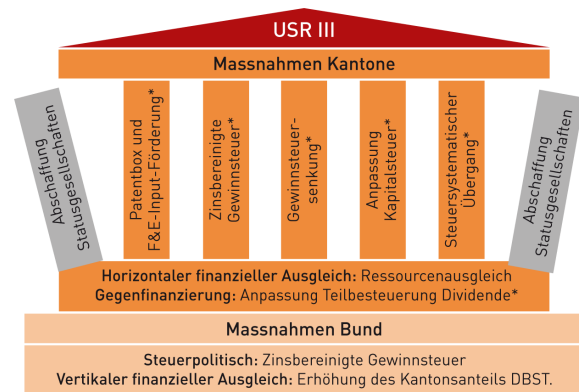 USR III
Massnahmen Kantone
Abschaffung
Statusgesellschaften
Patentbox und
F&E-Input-Förderung*
Zinsbereinigte
Gewinnsteuer*
Gewinnsteuer-
senkung*
Anpassung
Kapitalsteuer*
Steuersystematischer
Übergang*
Abschaffung
Statusgesellschaften
Horizontaler finanzieller Ausgleich: Ressourcenausgleich
Gegenfinanzierung: Anpassung Teilbesteuerung Dividende*
Massnahmen Bund
Steuerpolitisch: Zinsbereinigte Gewinnsteuer
Vertikaler finanzieller Ausgleich: Erhöhung des Kantonsanteils DBST.